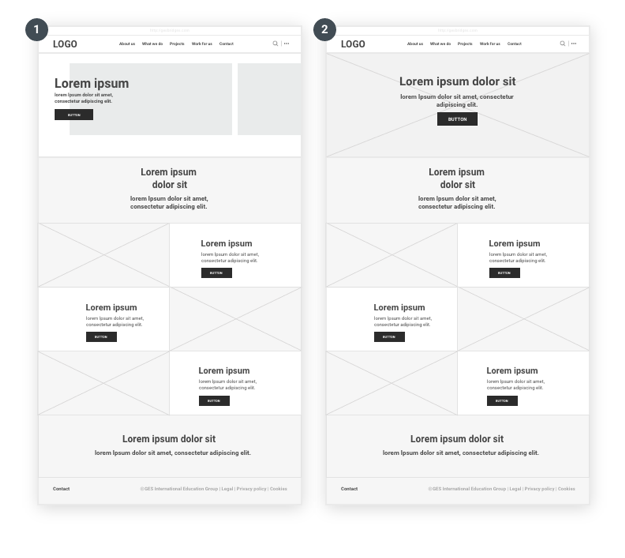 1
LOGO
About us What we do Projects Work for us Contact
Lorem ipsum
lorem Ipsum dolor sit amet,
consectetur adipiscing elit.
BUTTON
Lorem ipsum
dolor sit
lorem Ipsum dolor sit amet,
consectetur adipiscing elit.
Lorem ipsum
lorem Ipsum dolor sit amet,
consectetur adipiscing elit.
BUTTON
Lorem ipsum
lorem Ipsum dolor sit amet,
consectetur adipiscing elit.
BUTTON
Lorem ipsum
lorem Ipsum dolor sit amet,
consectetur adipiscing elit.
BUTTON
Lorem ipsum dolor sit
lorem Ipsum dolor sit amet, consectetur adipiscing elit.
Contact ©GES International Education Group | Legal | Privacy policy | Cookies
2
LOGO
About us What we do Projects Work for us Contact
Lorem ipsum dolor sit
lorem Ipsum dolor sit amet, consectetur
adipiscing elit.
BUTTON
Lorem ipsum
dolor sit
lorem Ipsum dolor sit amet,
consectetur adipiscing elit.
Lorem ipsum
lorem Ipsum dolor sit amet,
consectetur adipiscing elit.
BUTTON
Lorem ipsum
lorem Ipsum dolor sit amet,
consectetur adipiscing elit.
BUTTON
Lorem ipsum
lorem Ipsum dolor sit amet,
consectetur adipiscing elit.
BUTTON
Lorem ipsum dolor sit
lorem Ipsum dolor sit amet, consectetur adipiscing elit.
Contact ©GES International Education Group | Legal | Privacy policy | Cookies